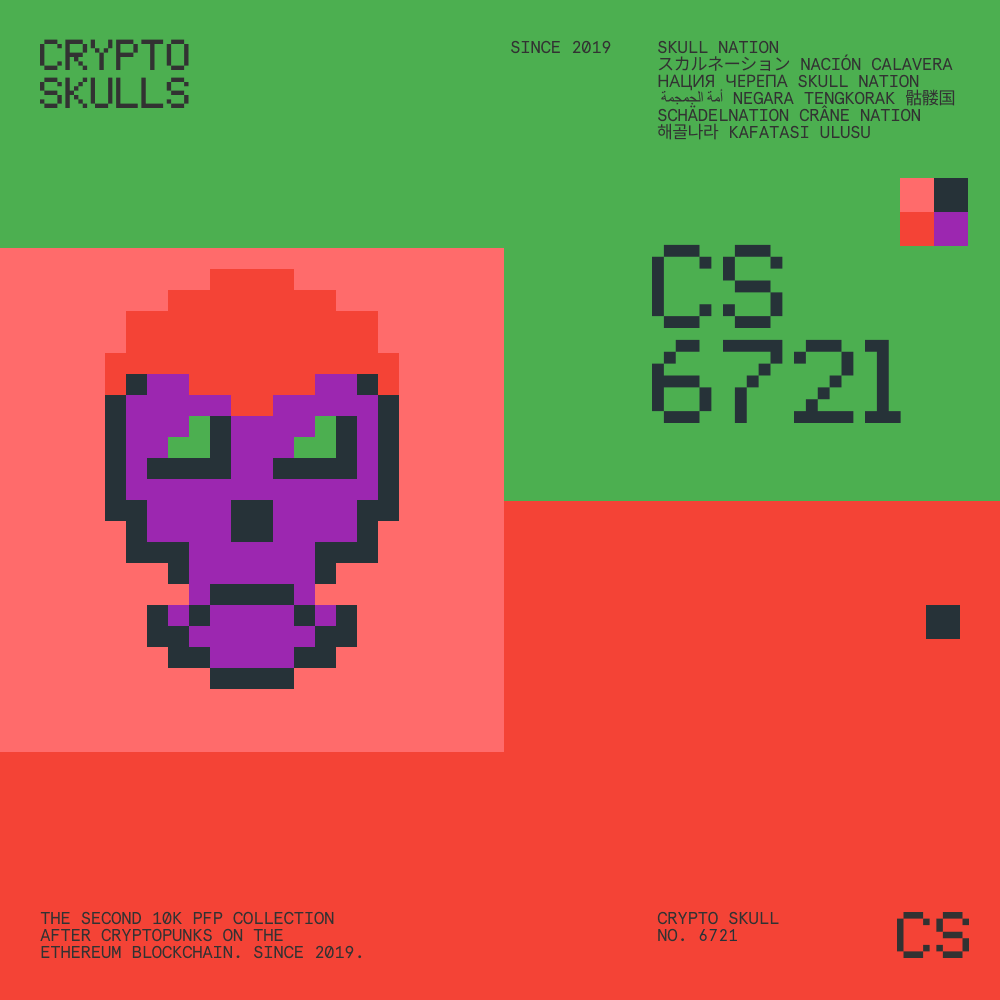 CRYPTO
SKULLS
SINCE 2019
SKULL NATION
スカルネーション NACIÓN CALAVERA
НАЦИЯ ЧЕРЕПА SKULL NATION
أمة الجمجمة NEGARA TENGKORAK 骷髅国
SCHÄDELNATION CRÂNE NATION
해골나라 KAFATASI ULUSU
CS
6721
THE SECOND 10K PFP COLLECTION
AFTER CRYPTOPUNKS ON THE
ETHEREUM BLOCKCHAIN. SINCE 2019.
CRYPTO SKULL
NO. 6721
CS